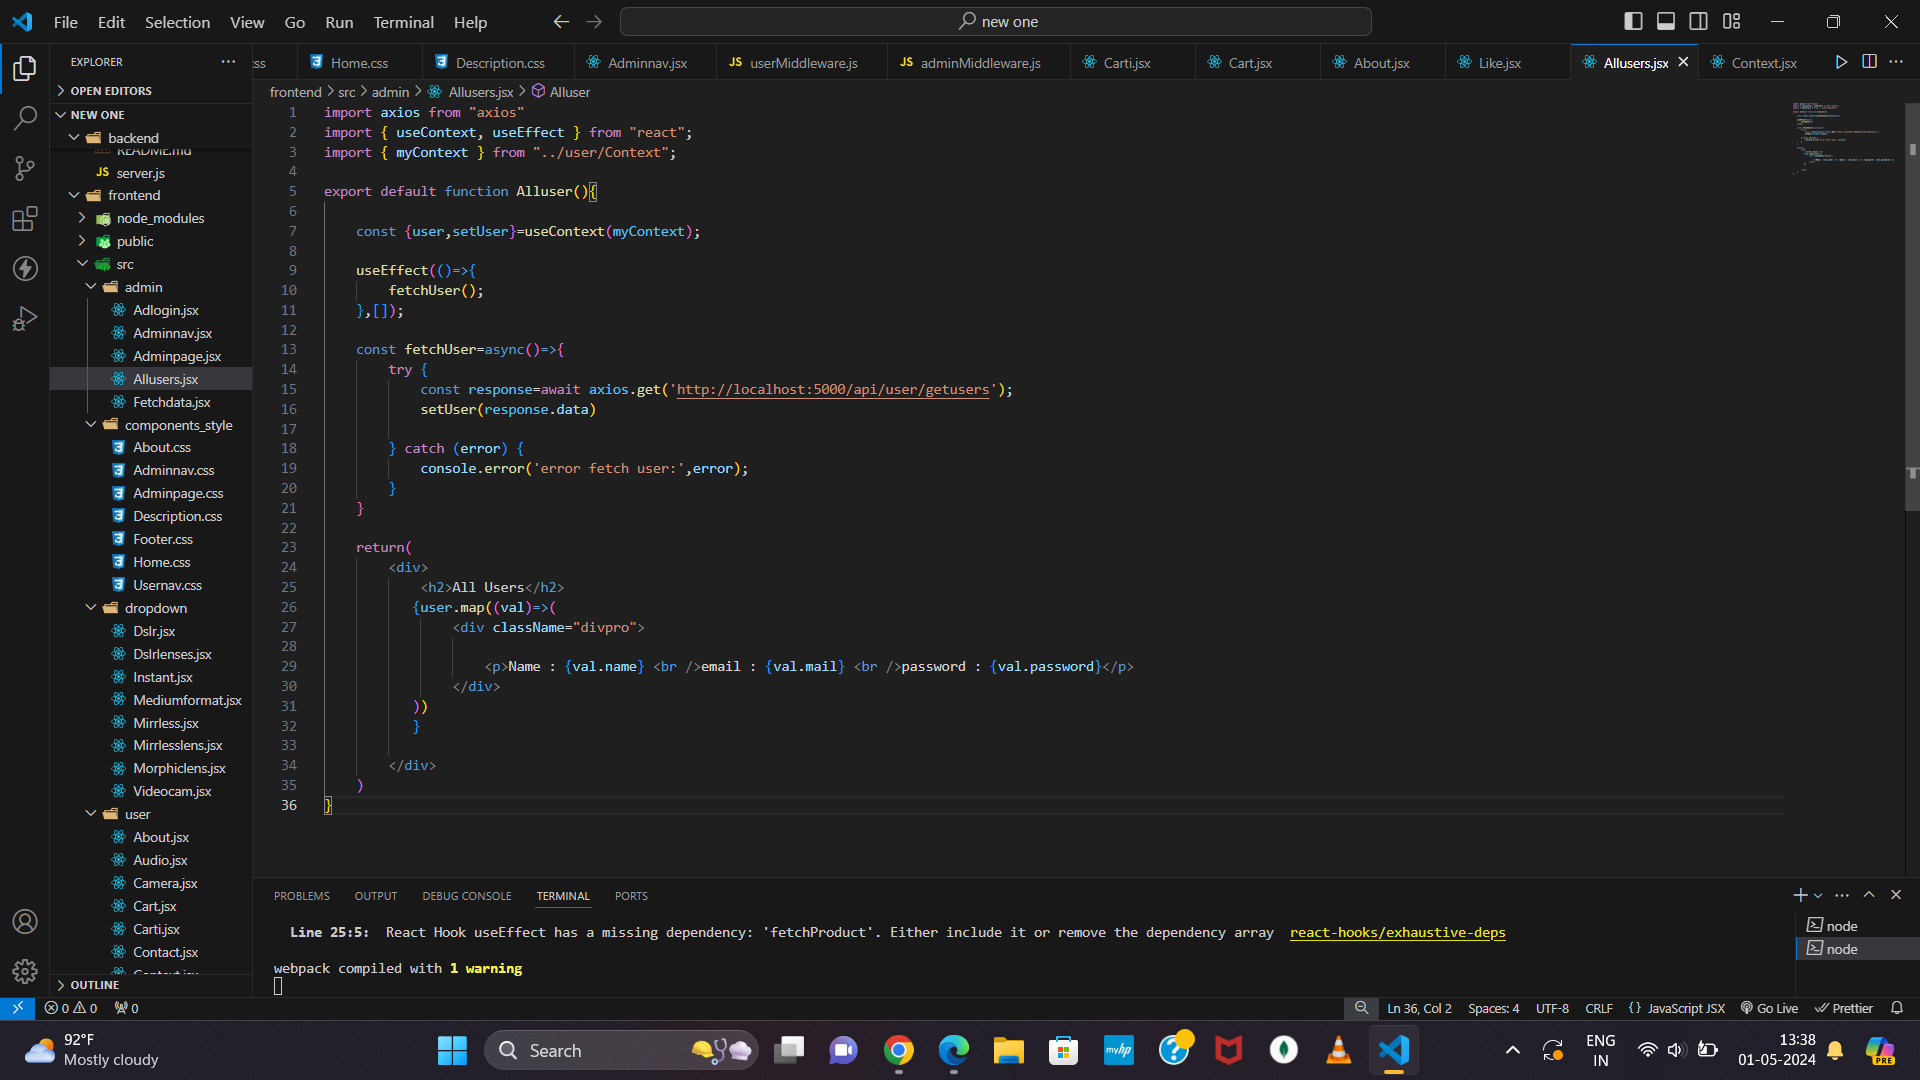 File Edit Selection View Go Run Terminal Help
new one
EXPLORER
OPEN EDITORS
NEW ONE
backend
README.md
server.js
frontend
node_modules
public
src
admin
Adlogin.jsx
Adminnav.jsx
Adminpage.jsx
Allusers.jsx
Fetchdata.jsx
components_style
About.css
Adminnav.css
Adminpage.css
Description.css
Footer.css
Home.css
Usernav.css
dropdown
Dslr.jsx
Dslrlenses.jsx
Instant.jsx
Mediumformat.jsx
Mirrless.jsx
Mirrlesslens.jsx
Morphiclens.jsx
Videocam.jsx
user
About.jsx
Audio.jsx
Camera.jsx
Cart.jsx
Carti.jsx
Contact.jsx
Context.jsx
OUTLINE
ss Home.css Description.css Adminnav.jsx JS userMiddleware.js JS adminMiddleware.js Carti.jsx Cart.jsx About.jsx Like.jsx Allusers.jsx Context.jsx
frontend > src > admin > Allusers.jsx > Alluser
1 import axios from "axios"
2 import { useContext, useEffect } from "react";
3 import { myContext } from "../user/Context";
4
5 export default function Alluser(){
6
7 const {user,setUser}=useContext(myContext);
8
9 useEffect(()=>{
10 fetchUser();
11 },[]);
12
13 const fetchUser=async()=>{
14 try {
15 const response=await axios.get('http://localhost:5000/api/user/getusers');
16 setUser(response.data)
17
18 } catch (error) {
19 console.error('error fetch user:',error);
20 }
21 }
22
23 return(
24 <div>
25 <h2>All Users</h2>
26 {user.map((val)=>(
27 <div className="divpro">
28
29 <p>Name : {val.name} <br />email : {val.mail} <br />password : {val.password}</p>
30 </div>
31 ))
32 }
33
34 </div>
35 )
36 }
PROBLEMS OUTPUT DEBUG CONSOLE TERMINAL PORTS
Line 25:5: React Hook useEffect has a missing dependency: 'fetchProduct'. Either include it or remove the dependency array react-hooks/exhaustive-deps
webpack compiled with 1 warning
node
node
0 0 0 Ln 36, Col 2 Spaces: 4 UTF-8 CRLF {} JavaScript JSX Go Live Prettier
92°F
Mostly cloudy
Search
myhp
ENG
IN
13:38
01-05-2024
PRE